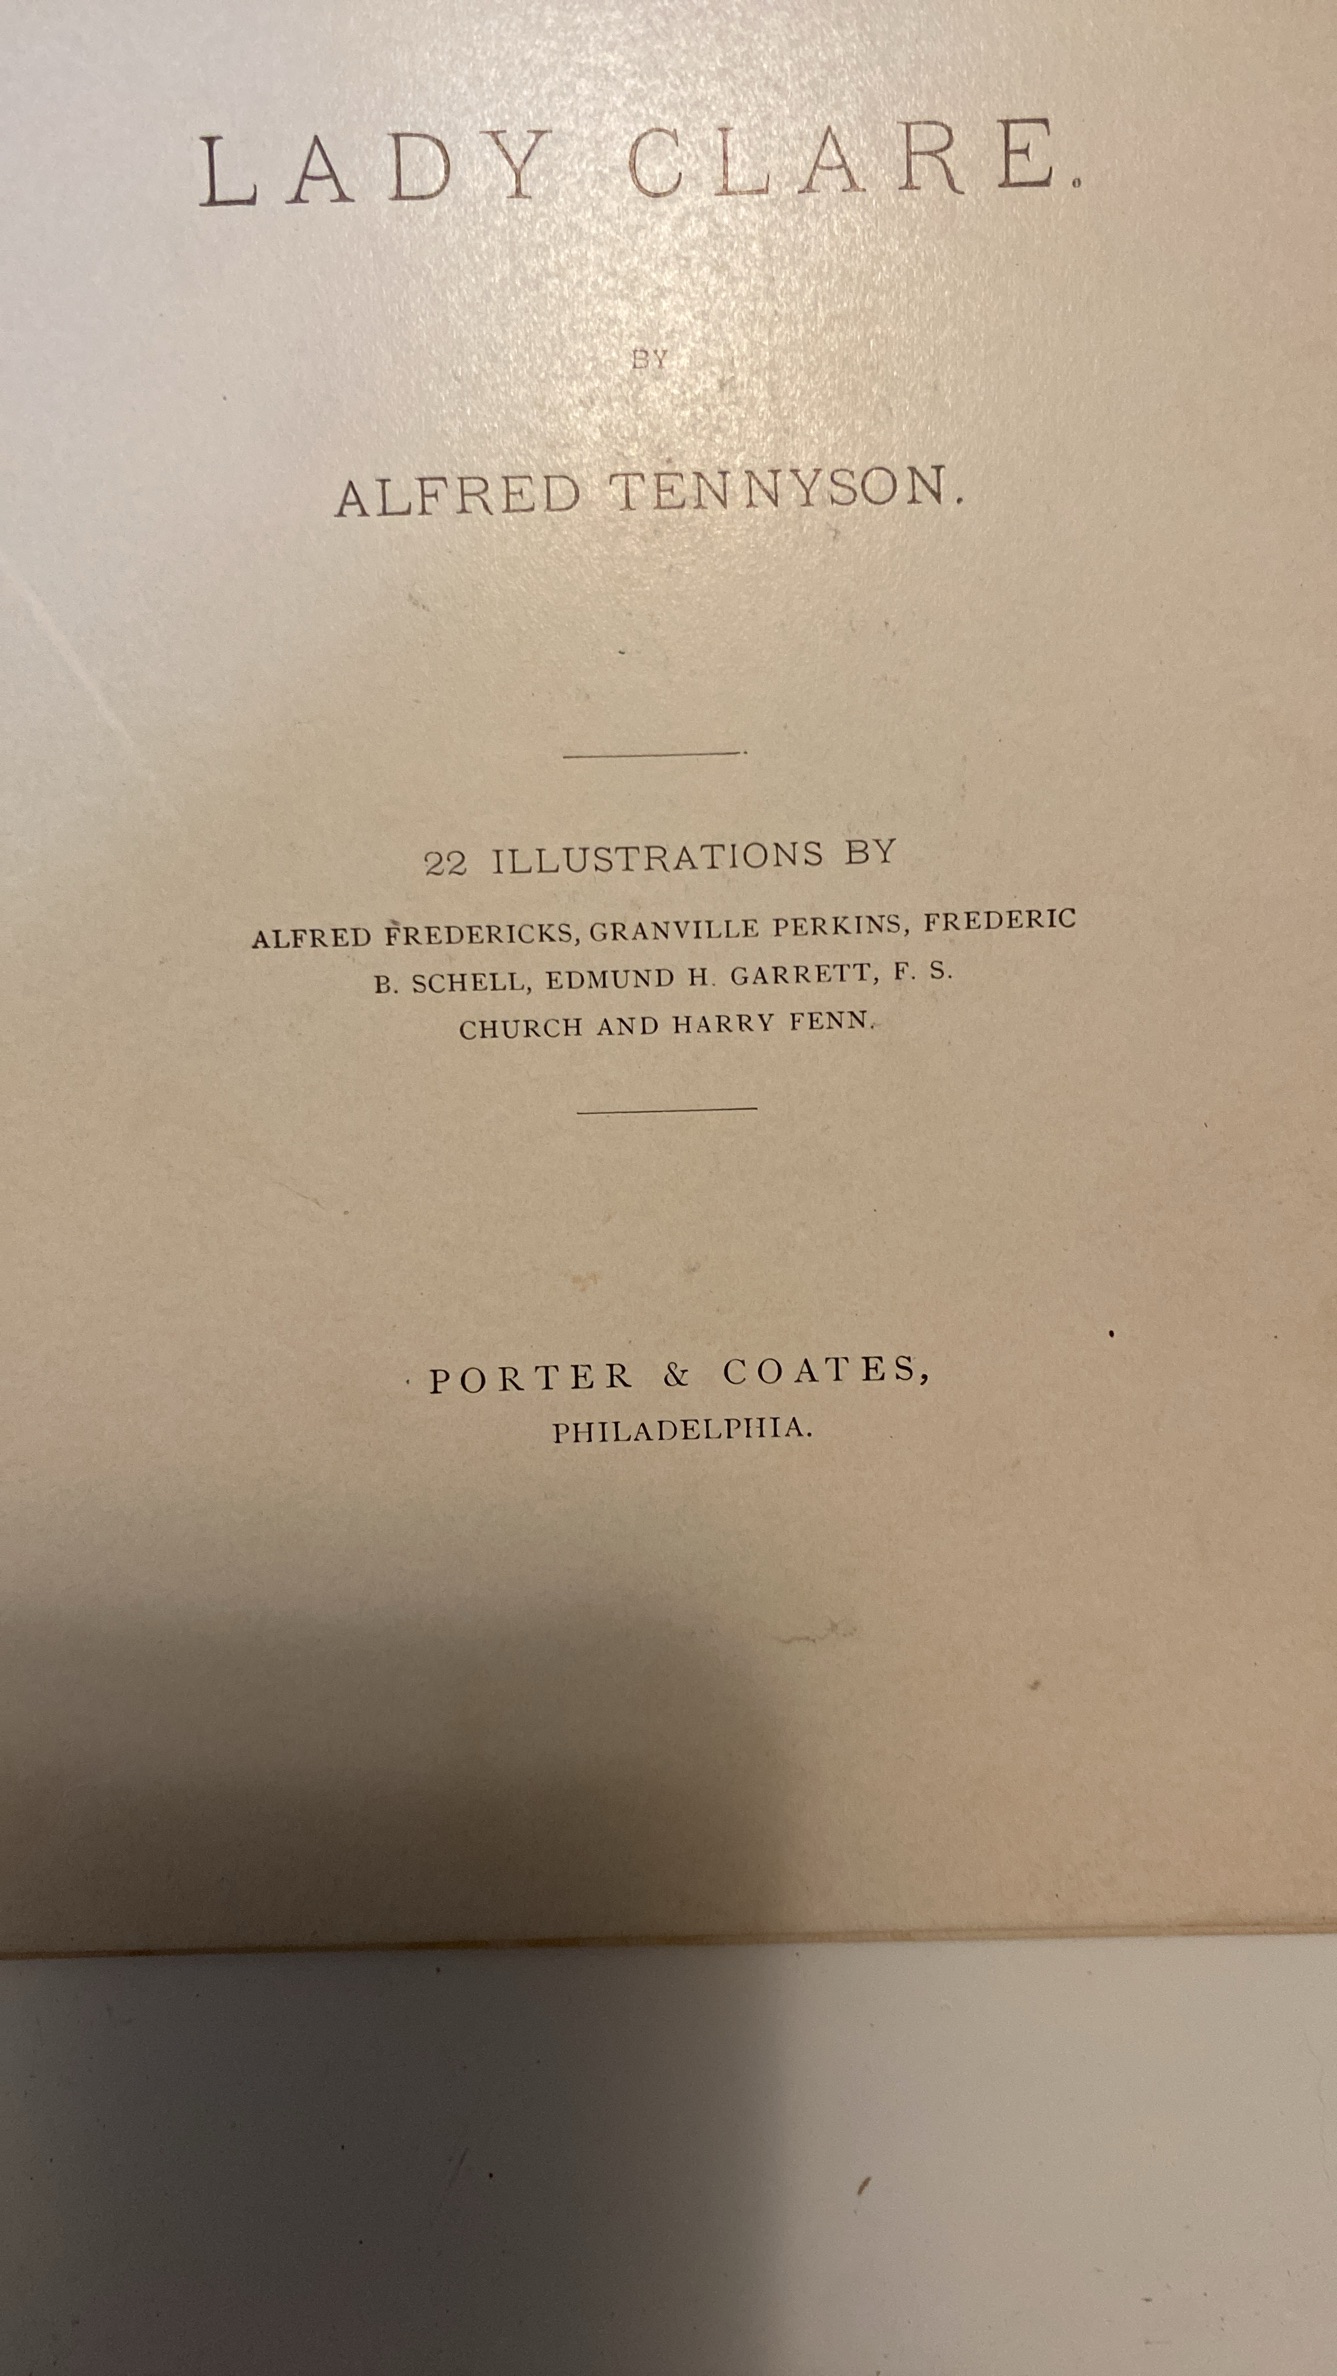 LADY CLARE.
BY
ALFRED TENNYSON.
22 ILLUSTRATIONS BY
ALFRED FREDERICKS, GRANVILLE PERKINS, FREDERIC
B. SCHELL, EDMUND H. GARRETT, F. S.
CHURCH AND HARRY FENN.
PORTER & COATES,
PHILADELPHIA.